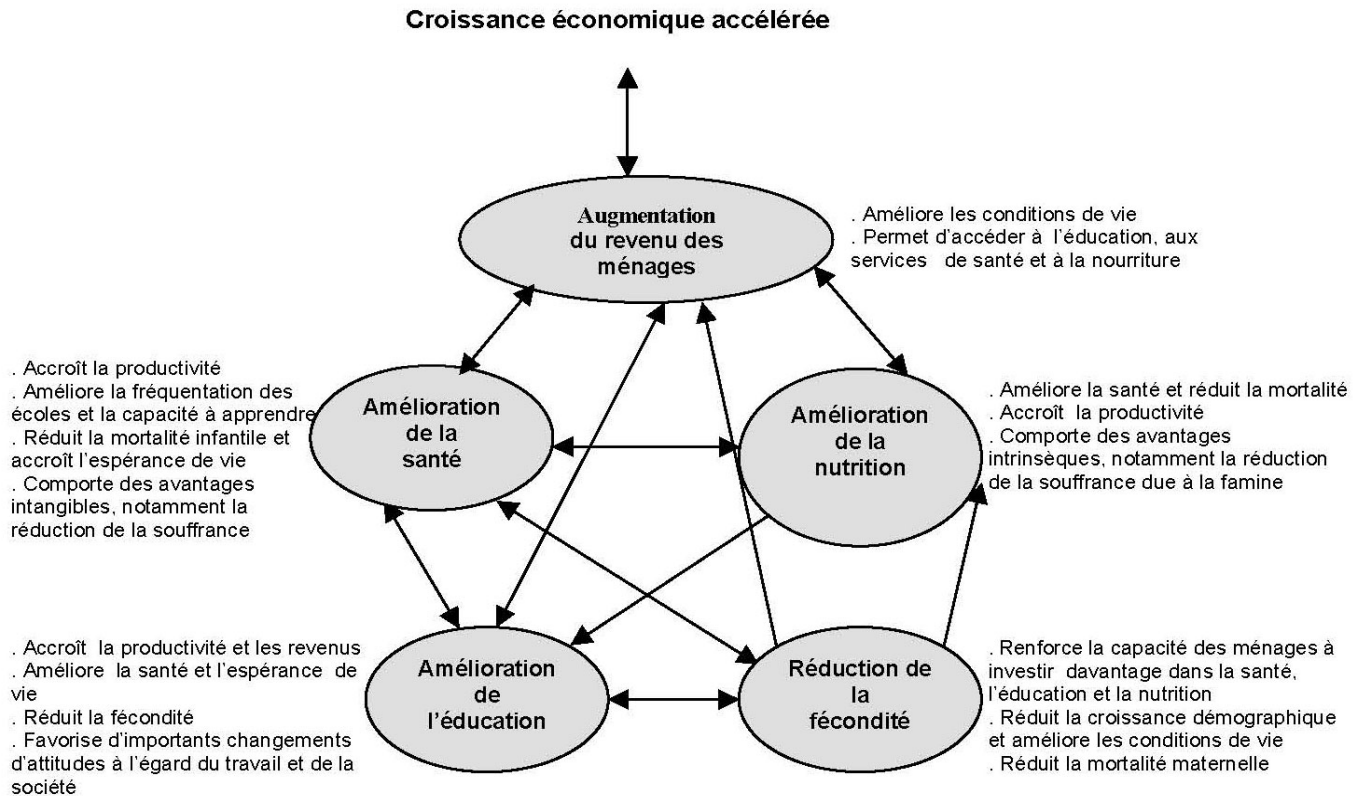 Croissance économique accélérée
Augmentation
du revenu des
ménages
. Améliore les conditions de vie
. Permet d'accéder à l'éducation, aux
services de santé et à la nourriture
. Accroît la productivité
. Améliore la fréquentation des
écoles et la capacité à apprendre
. Réduit la mortalité infantile et
accroît l'espérance de vie
. Comporte des avantages
intangibles, notamment la
réduction de la souffrance
Amélioration
de la
santé
Amélioration
de la
nutrition
. Améliore la santé et réduit la mortalité
. Accroît la productivité
. Comporte des avantages
intrinsèques, notamment la réduction
de la souffrance due à la famine
. Accroît la productivité et les revenus
. Améliore la santé et l'espérance de
vie
. Réduit la fécondité
. Favorise d'importants changements
d'attitudes à l'égard du travail et de la
société
Amélioration
de
l'éducation
Réduction de
la
fécondité
. Renforce la capacité des ménages à
investir davantage dans la santé,
l'éducation et la nutrition
. Réduit la croissance démographique
et améliore les conditions de vie
. Réduit la mortalité maternelle